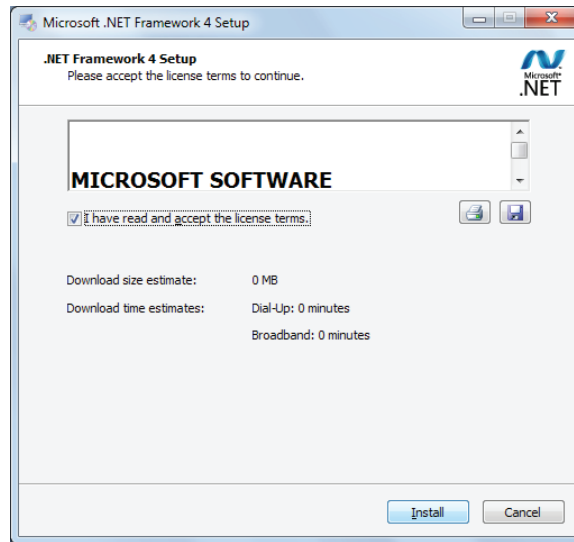 Microsoft .NET Framework 4 Setup
.NET Framework 4 Setup
Please accept the license terms to continue.
Microsoft®
.NET
MICROSOFT SOFTWARE
I have read and accept the license terms.
Download size estimate: 0 MB
Download time estimates: Dial-Up: 0 minutes
Broadband: 0 minutes
Install Cancel